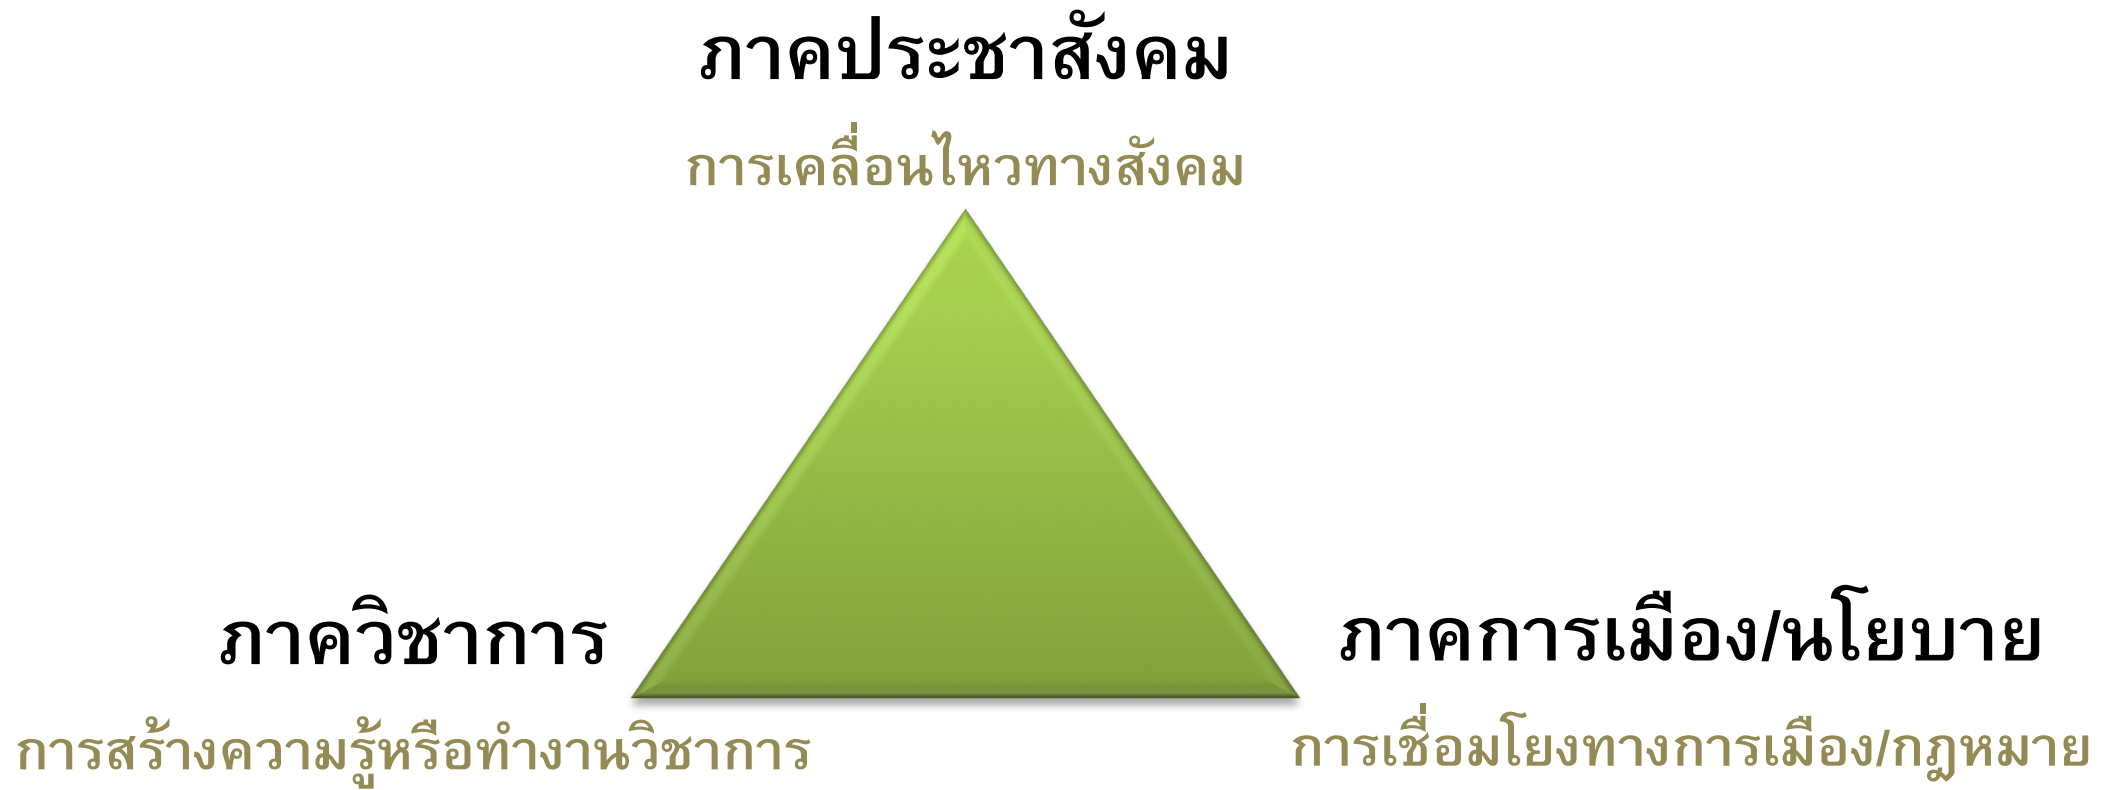 ภาคประชาสังคม
การเคลื่อนไหวทางสังคม
ภาควิชาการ
การสร้างความรู้หรือทำงานวิชาการ
ภาคการเมือง/นโยบาย
การเชื่อมโยงทางการเมือง/กฎหมาย